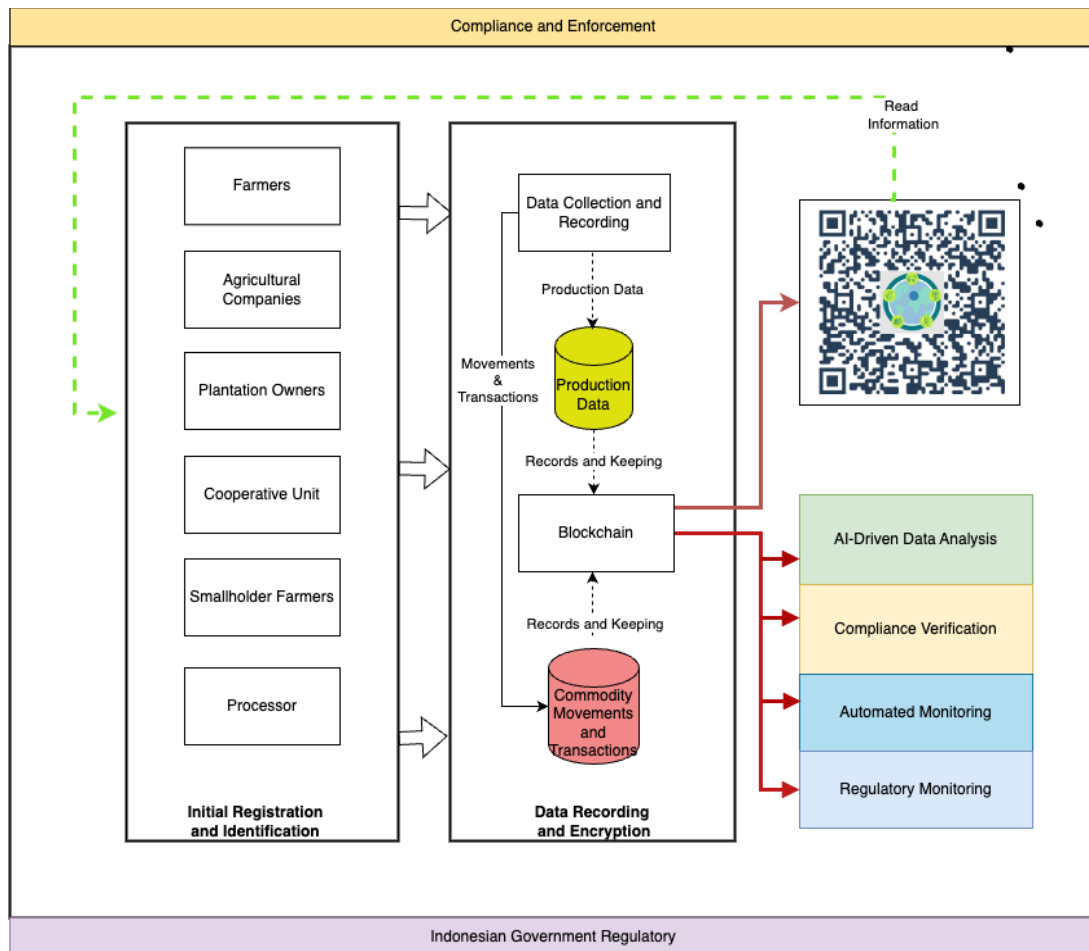 Compliance and Enforcement
Read
Information
Farmers
Agricultural
Companies
Plantation Owners
Cooperative Unit
Smallholder Farmers
Processor
Initial Registration
and Identification
Data Collection and
Recording
Production Data
Movements
&
Transactions
Production
Data
Records and Keeping
Blockchain
Records and Keeping
Commodity
Movements
and
Transactions
Data Recording
and Encryption
AI-Driven Data Analysis
Compliance Verification
Automated Monitoring
Regulatory Monitoring
Indonesian Government Regulatory